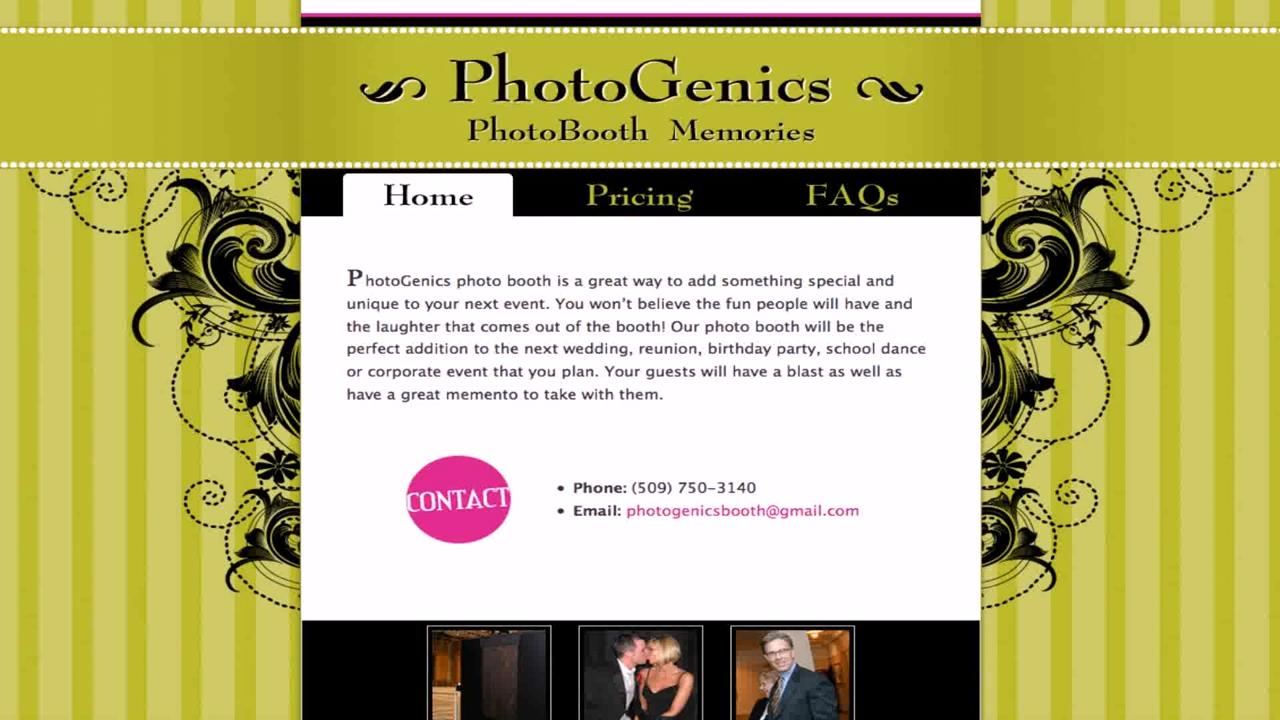 PhotoGenics
PhotoBooth Memories
Home Pricing FAQs
PhotoGenics photo booth is a great way to add something special and
unique to your next event. You won't believe the fun people will have and
the laughter that comes out of the booth! Our photo booth will be the
perfect addition to the next wedding, reunion, birthday party, school dance
or corporate event that you plan. Your guests will have a blast as well as
have a great memento to take with them.
CONTACT
• Phone: (509) 750-3140
• Email: photogenicsbooth@gmail.com